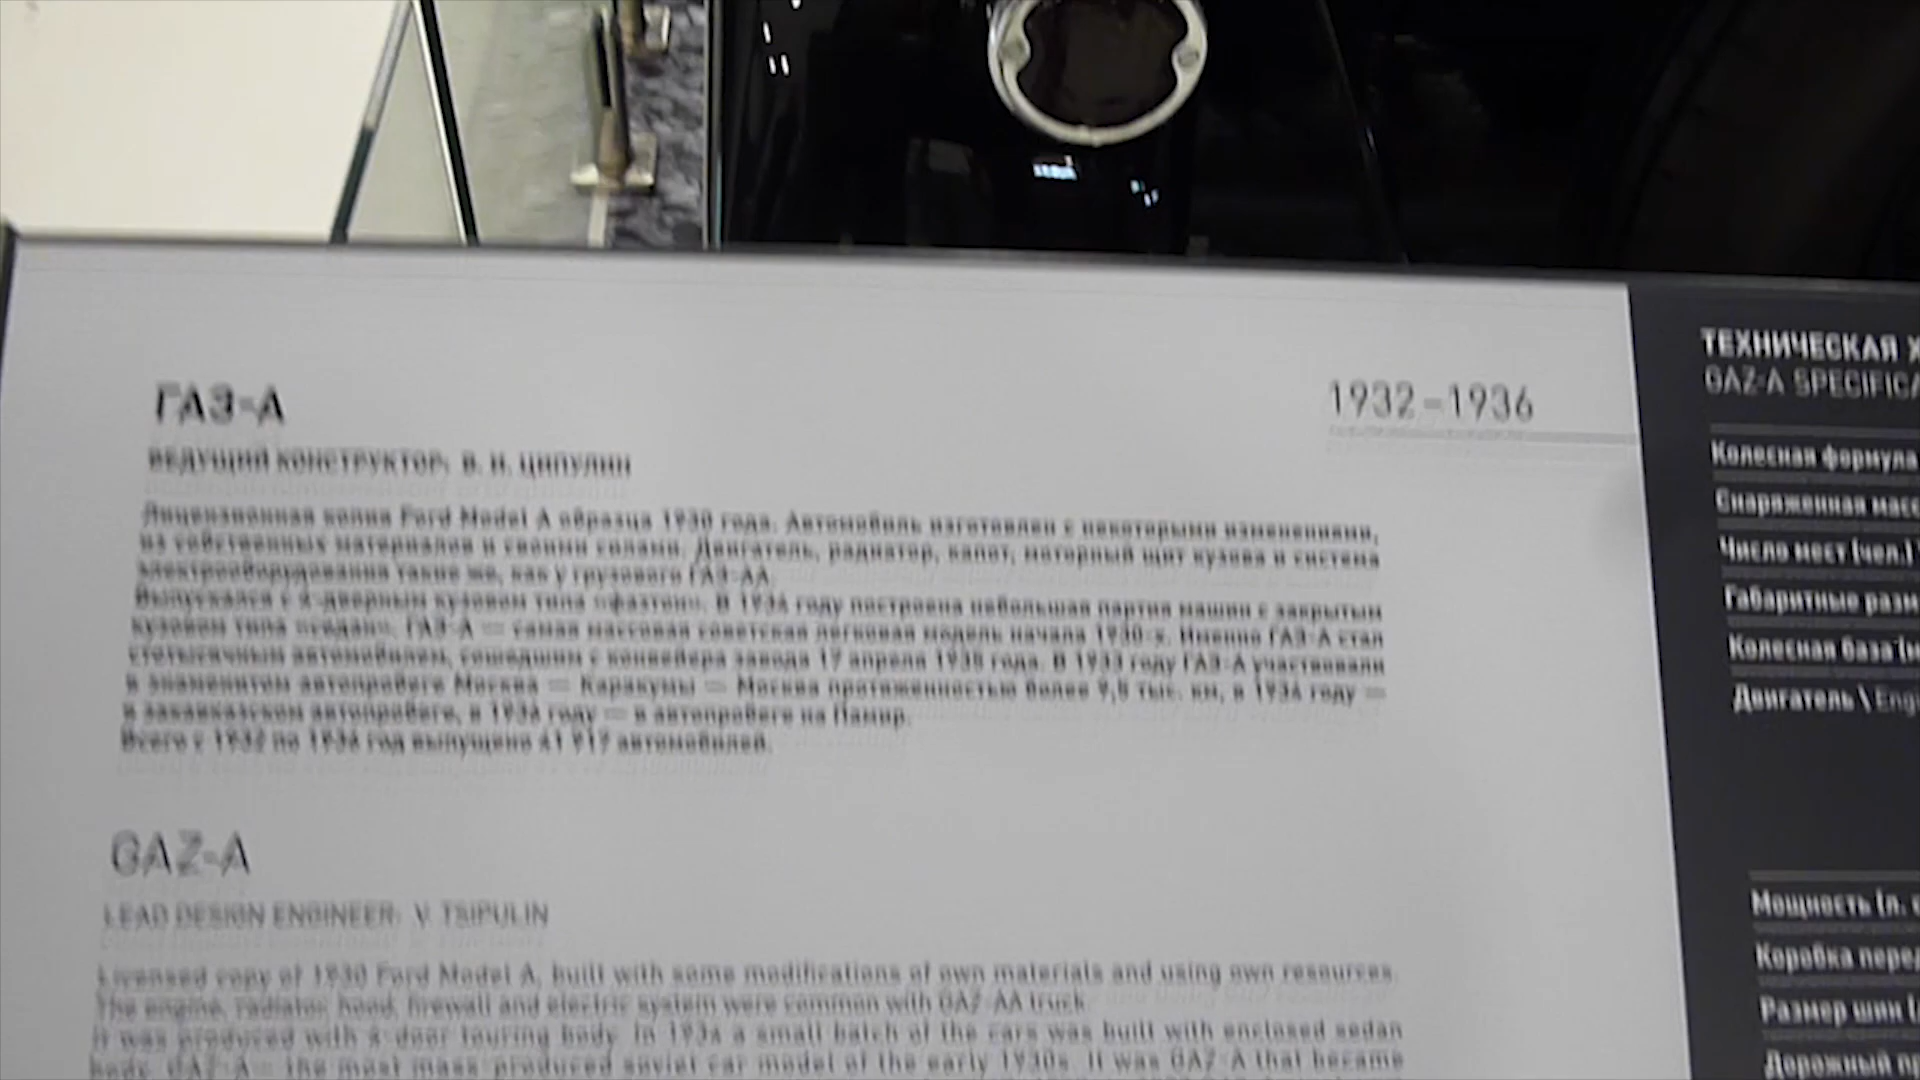 ГАЗ-А
1932-1936
ВЕДУЩИЙ КОНСТРУКТОР: В. И. ЦИПУЛИН
Лицензионная копия Ford Model A образца 1930 года. Автомобиль изготовлен с некоторыми изменениями,
из собственных материалов и своими силами. Двигатель, радиатор, капот, моторный щит кузова и система
электрооборудования такие же, как у грузового ГАЗ-АА.
Выпускался с 4-дверным кузовом типа «фаэтон». В 1934 году построена небольшая партия машин с закрытым
кузовом типа «седан». ГАЗ-А — самая массовая советская легковая модель начала 1930-х. Именно ГАЗ-А стал
стотысячным автомобилем, сошедшим с конвейера завода 17 апреля 1935 года. В 1933 году ГАЗ-А участвовали
в знаменитом автопробеге Москва — Каракумы — Москва протяженностью более 9,5 тыс. км, в 1934 году —
в закавказском автопробеге, в 1936 году — в автопробеге на Памир.
Всего с 1932 по 1936 год выпущено 41 917 автомобилей.
GAZ-A
LEAD DESIGN ENGINEER: V. TSIPULIN
Licensed copy of 1930 Ford Model A, built with some modifications of own materials and using own resources.
The engine, radiator, hood, firewall and electric system were common with GAZ-AA truck.
It was produced with 4-door touring body. In 1934 a small batch of the cars was built with enclosed sedan
body. GAZ-A — the most mass-produced soviet car model of the early 1930s. It was GAZ-A that became
ТЕХНИЧЕСКАЯ Х
GAZ-A SPECIFICA
Колесная формула
Снаряженная масс
Число мест (чел.)
Габаритные разм
Колесная база (м
Двигатель \ Eng
Мощность (л. с
Коробка перед
Размер шин (
Дорожный пр